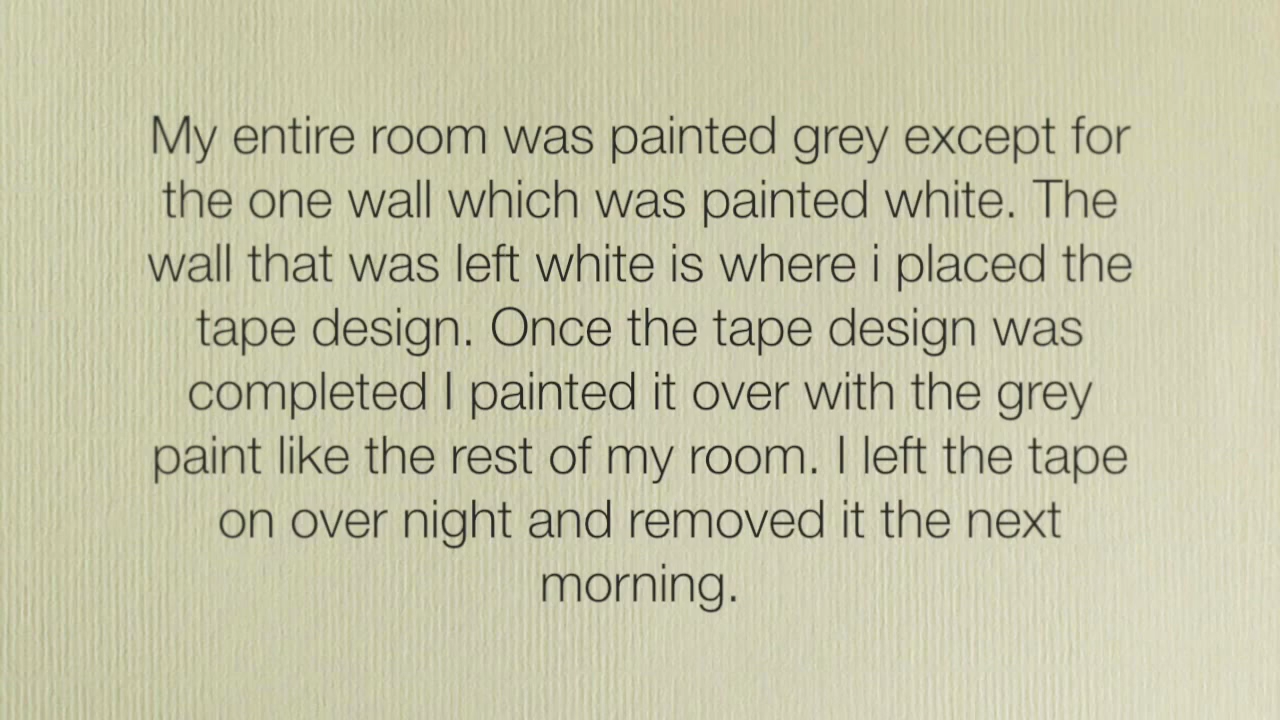 My entire room was painted grey except for
the one wall which was painted white. The
wall that was left white is where i placed the
tape design. Once the tape design was
completed I painted it over with the grey
paint like the rest of my room. I left the tape
on over night and removed it the next
morning.